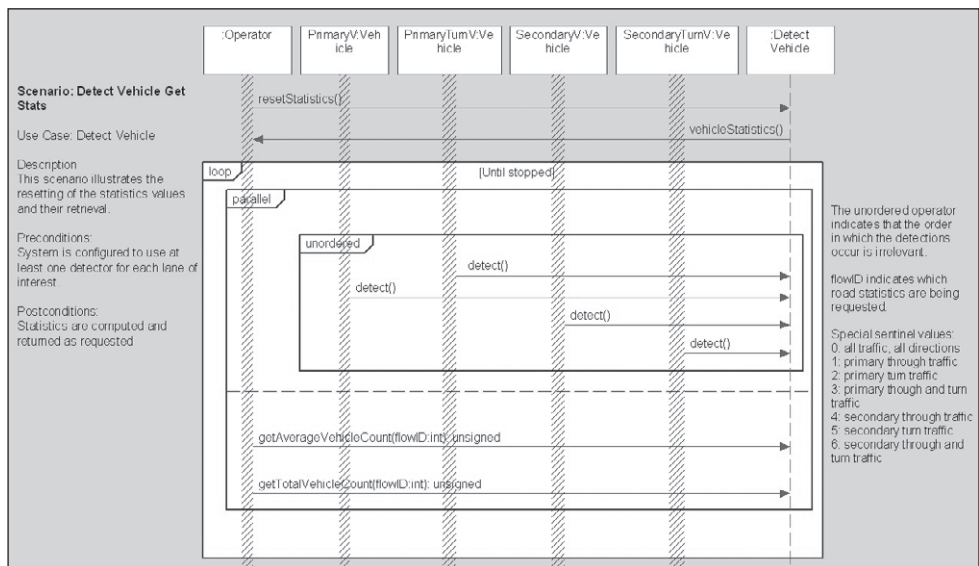 :Operator
PrimaryV:Veh
icle
PrimaryTurnV:Ve
hicle
SecondaryV:Ve
hicle
SecondaryTurnV:Ve
hicle
:Detect
Vehicle
Scenario: Detect Vehicle Get
Stats
Use Case: Detect Vehicle
Description
This scenario illustrates the
resetting of the statistics values
and their retrieval.
Preconditions:
System is configured to use at
least one detector for each lane of
interest.
Postconditions:
Statistics are computed and
returned as requested
resetStatistics()
vehicleStatistics()
loop
[Until stopped]
parallel
unordered
detect()
detect()
detect()
detect()
getAverageVehicleCount(flowID:int): unsigned
getTotalVehicleCount(flowID:int): unsigned
The unordered operator
indicates that the order
in which the detections
occur is irrelevant.
flowID indicates which
road statistics are being
requested.
Special sentinel values:
0: all traffic, all directions
1: primary through traffic
2: primary turn traffic
3: primary though and turn
traffic
4: secondary through traffic
5: secondary turn traffic
6: secondary through and
turn traffic